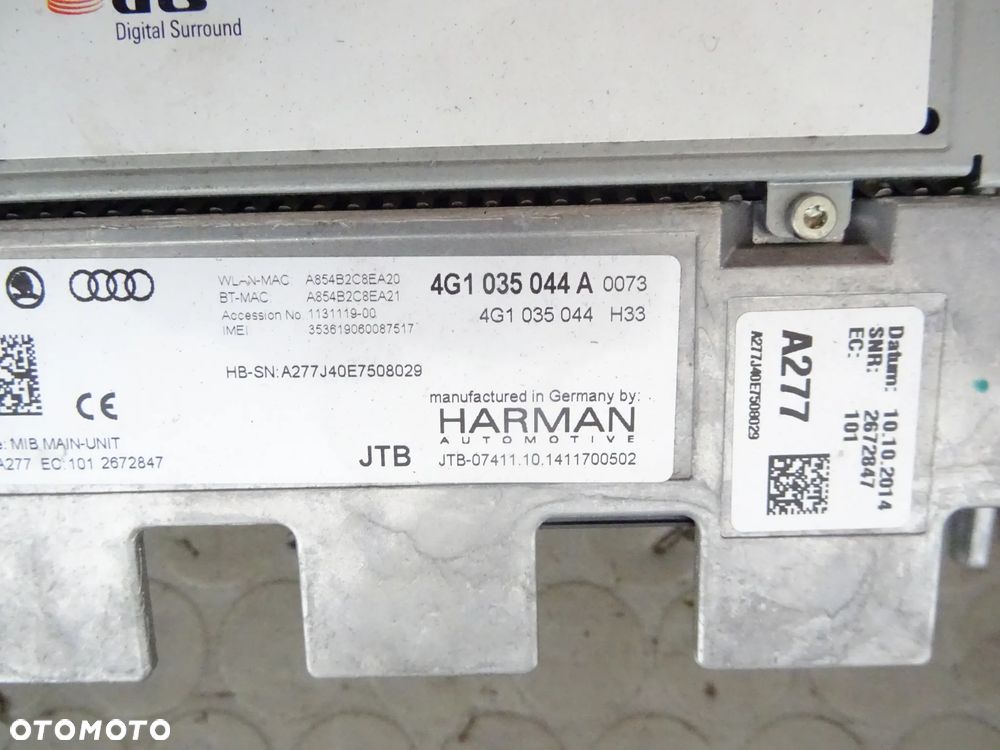 dts
Digital Surround
WLAN-MAC A854B2C8EA20
BT-MAC A854B2C8EA21
Accession No. 1131119-00
IMEI 353619060087517
4G1 035 044 A 0073
4G1 035 044 H33
HB-SN: A277J40E7508029
CE
manufactured in Germany by:
HARMAN
AUTOMOTIVE
e: MIB MAIN-UNIT
A277 EC: 101 2672847
JTB
JTB-07411.10.1411700502
Datum: 10.10.2014
SNR: 2672847
EC: 101
A277
A277J40E7508029
OTOMOTO